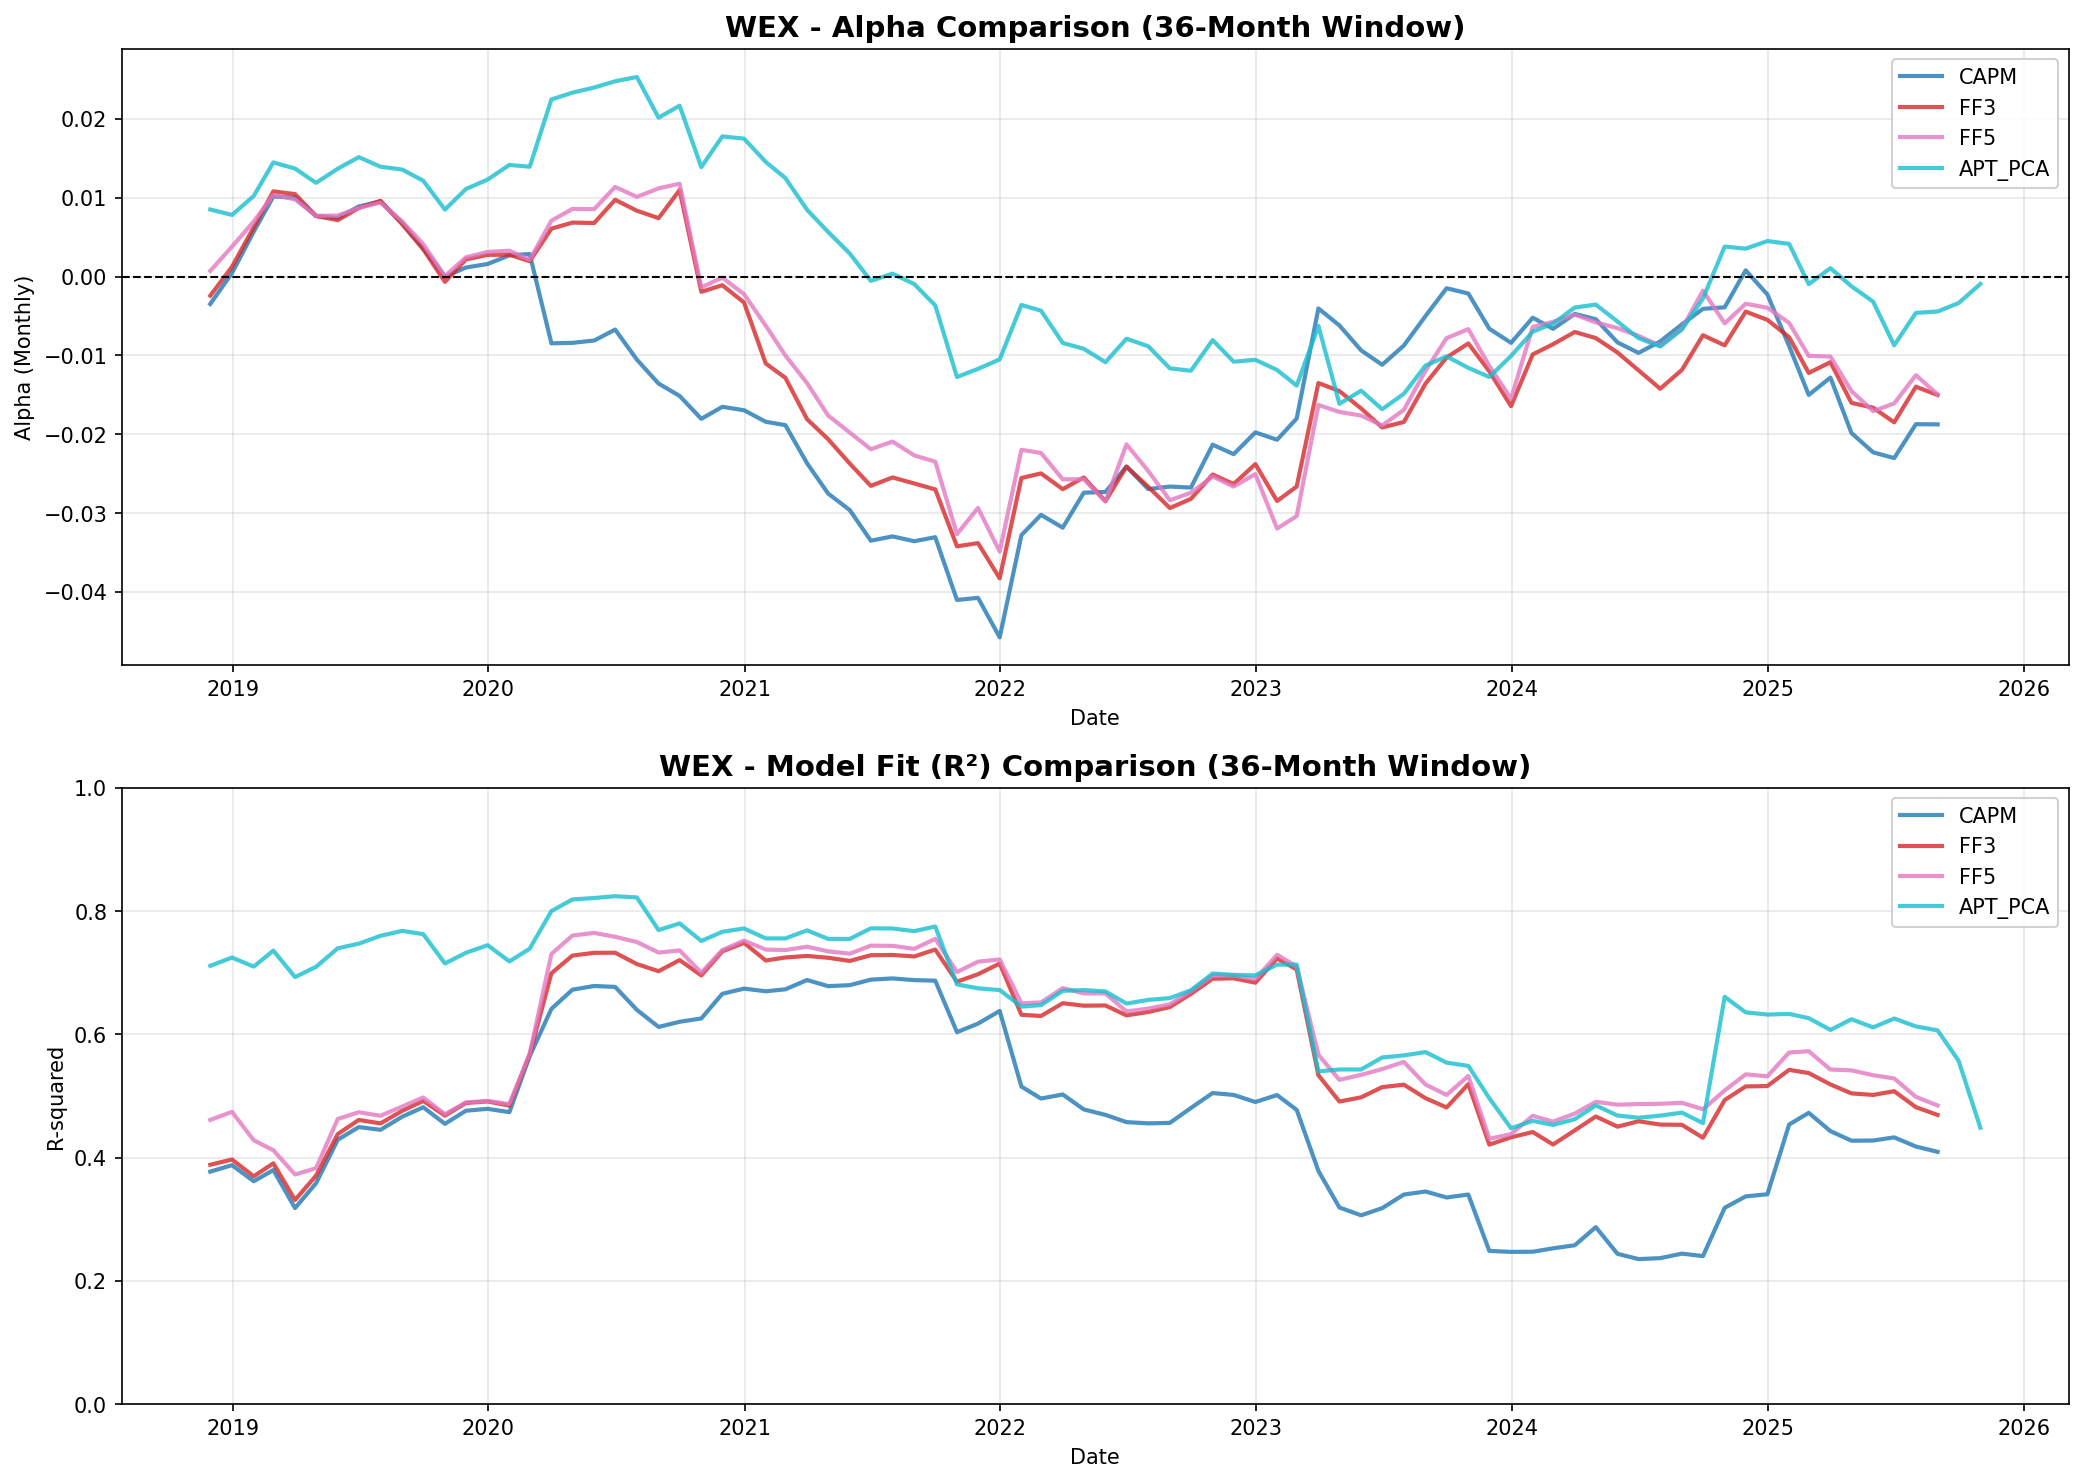 WEX - Alpha Comparison (36-Month Window)
CAPM
FF3
FF5
APT_PCA
Alpha (Monthly)
0.02
0.01
0.00
−0.01
−0.02
−0.03
−0.04
2019 2020 2021 2022 2023 2024 2025 2026
Date
WEX - Model Fit (R²) Comparison (36-Month Window)
CAPM
FF3
FF5
APT_PCA
R-squared
1.0
0.8
0.6
0.4
0.2
0.0
2019 2020 2021 2022 2023 2024 2025 2026
Date